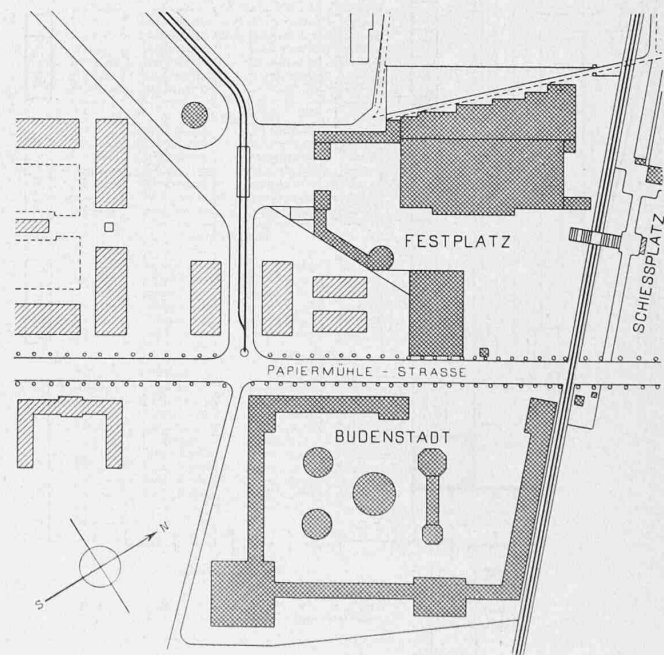 FESTPLATZ
SCHIESSPLATZ
PAPIERMÜHLE - STRASSE
BUDENSTADT
N
S